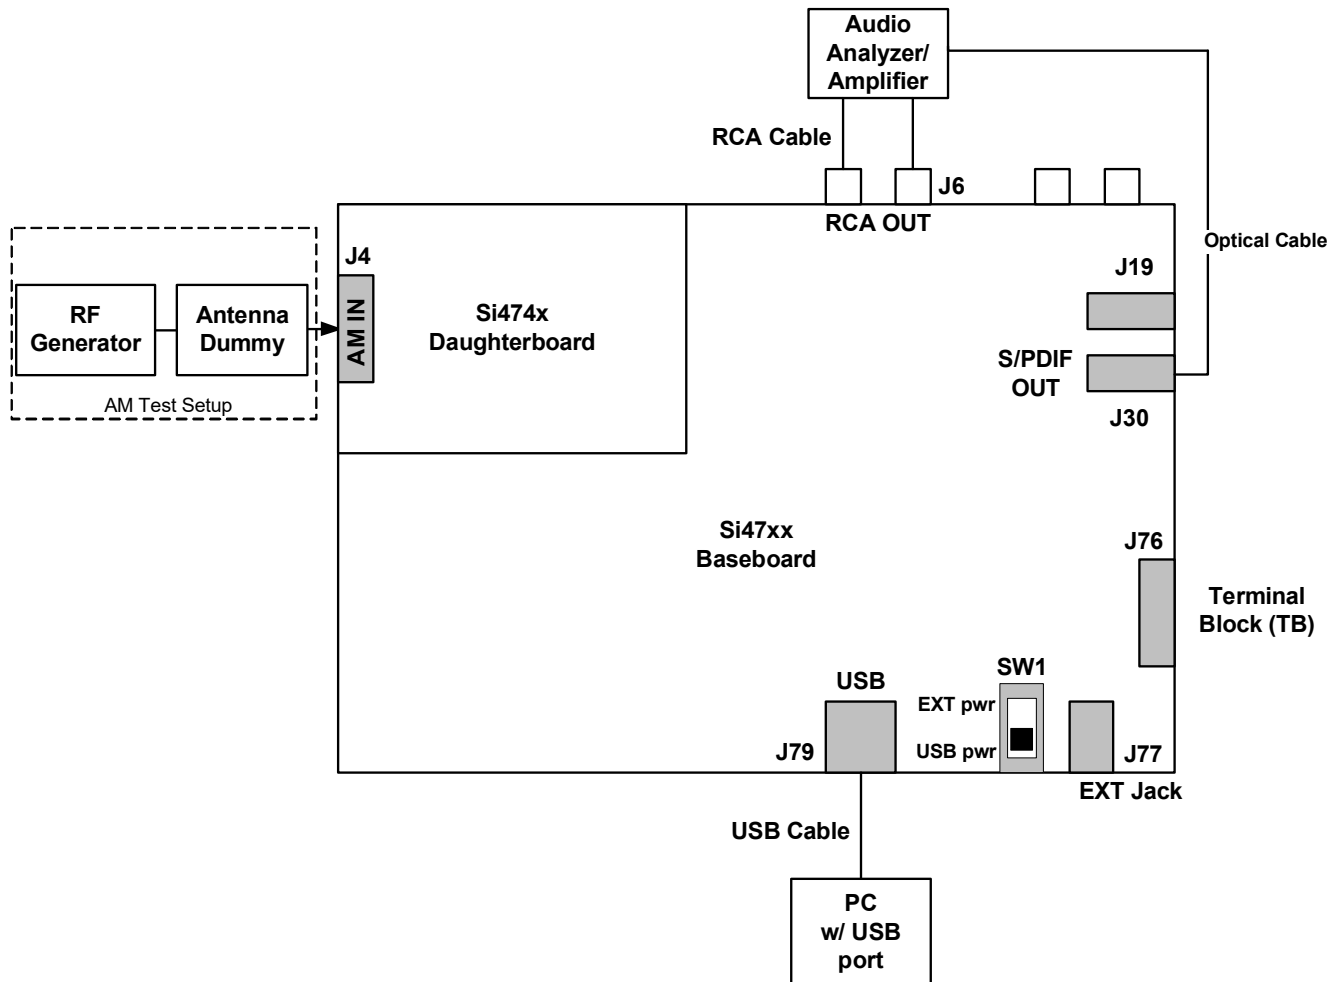 Audio
Analyzer/
Amplifier
RCA Cable
J6
RCA OUT
Optical Cable
J4
J19
RF
Generator
Antenna
Dummy
AM IN
Si474x
Daughterboard
AM Test Setup
S/PDIF
OUT
J30
Si47xx
Baseboard
J76
Terminal
Block (TB)
SW1
USB
EXT pwr
USB pwr
J79
J77
EXT Jack
USB Cable
PC
w/ USB
port